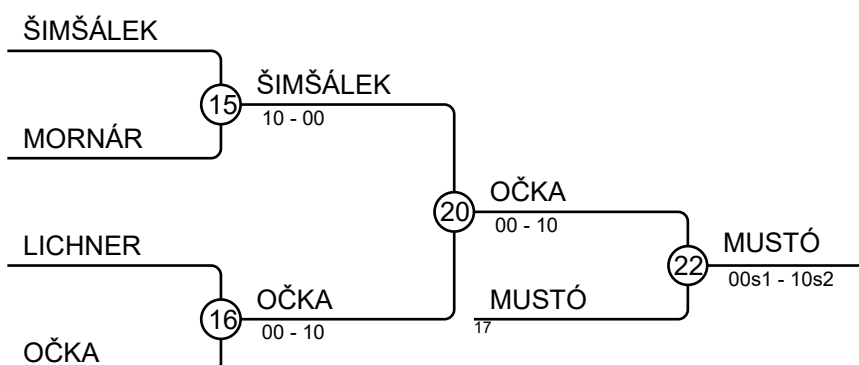 ŠIMŠÁLEK
15
ŠIMŠÁLEK
10 - 00
MORNÁR
20
OČKA
00 - 10
LICHNER
22
MUSTÓ
00s1 - 10s2
16
OČKA
00 - 10
MUSTÓ
17
OČKA